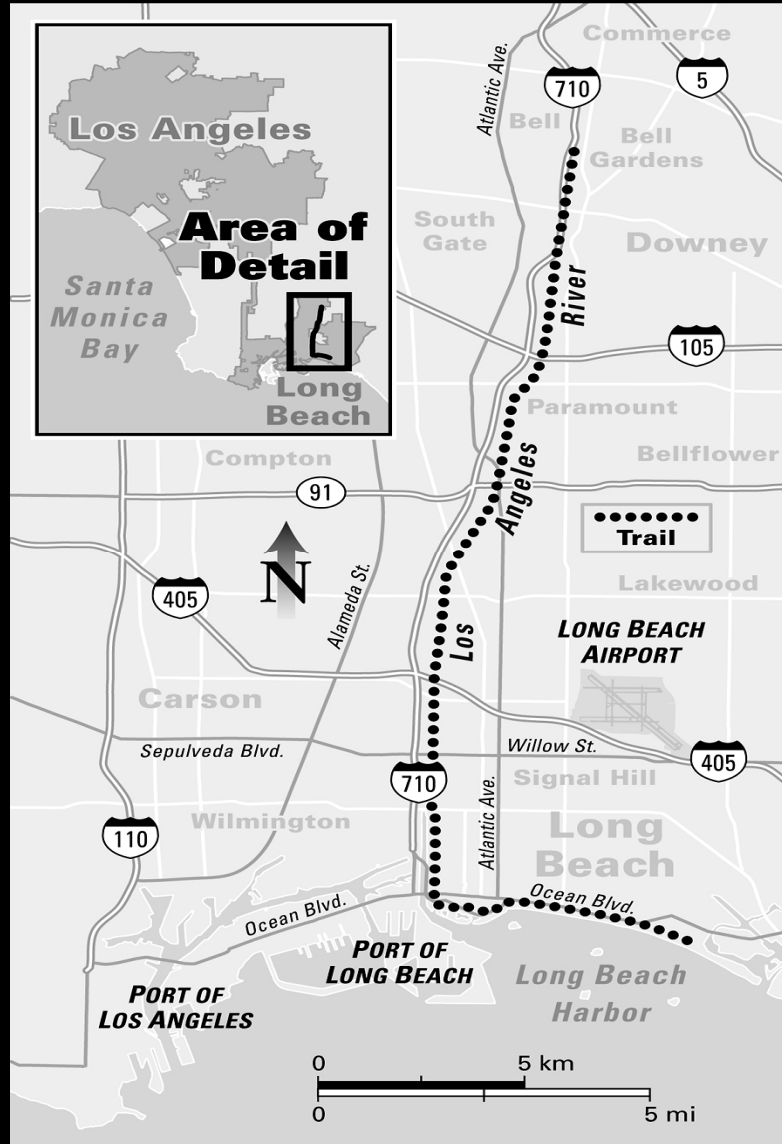 Commerce
710
5
Atlantic Ave.
Bell
Bell
Gardens
Los Angeles
Area of
Detail
Santa
Monica
Bay
Long
Beach
South
Gate
Downey
River
105
Paramount
Compton
Bellflower
91
Angeles
Trail
N
405
Alameda St.
Lakewood
Los
LONG BEACH
AIRPORT
Carson
Sepulveda Blvd.
Willow St.
405
710
Signal Hill
110
Wilmington
Atlantic Ave.
Long
Beach
Ocean Blvd.
Ocean Blvd.
PORT OF
LONG BEACH
Long Beach
Harbor
PORT OF
LOS ANGELES
0 5 km
0 5 mi